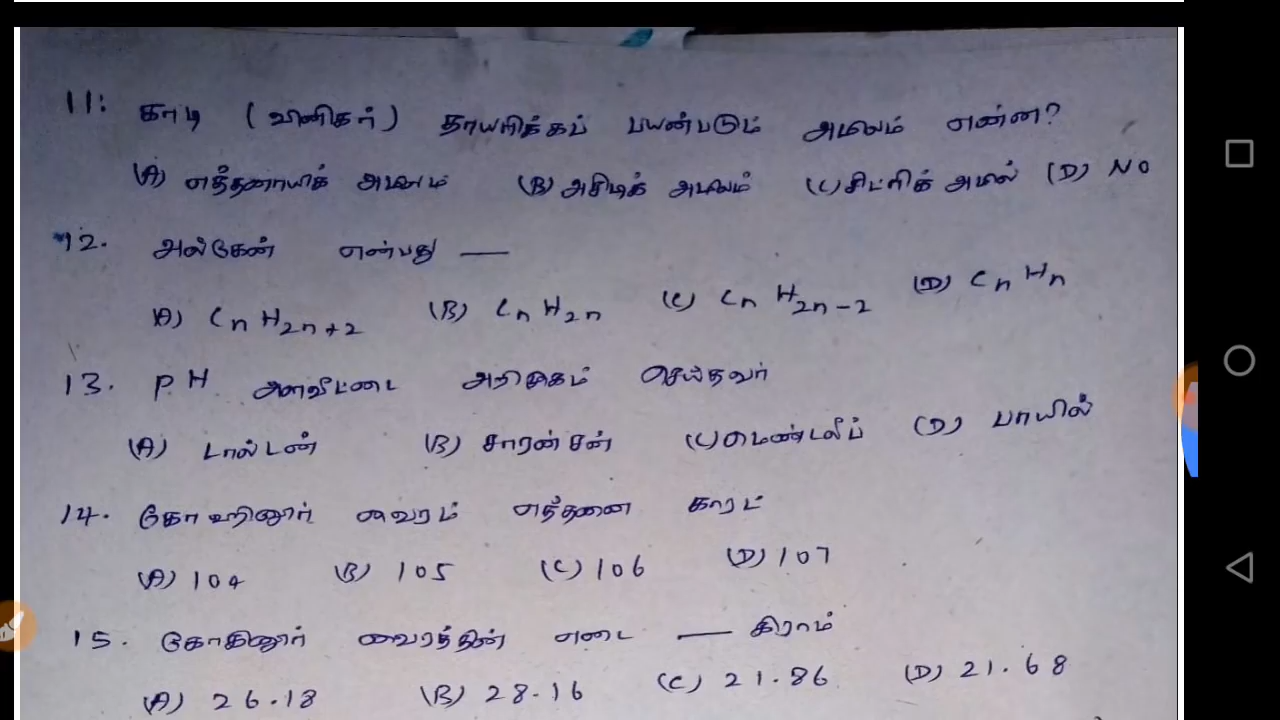 11: காடி (வினிகர்) தாயரிக்கப் பயன்படும் அமிலம் என்ன?
(A) எத்தனாயிக் அமிலம் (B) அசிடிக் அமிலம் (C) சிட்ரிக் அமில் (D) NO
12. அல்கேன் என்பது —
A) CnH2n+2 (B) CnH2n (C) CnH2n-2 (D) CnHn
13. PH அளவீட்டை அறிமுகம் செய்தவர்
(A) டால்டன் (B) சாரன்சன் (C) மெண்டலீப் (D) பாயில்
14. கோஹினூர் வைரம் எத்தனை காரட்
(A) 104 (B) 105 (C) 106 (D) 107
15. கோகினூர் வைரத்தின் எடை — கிராம்
(A) 26.18 (B) 28.16 (C) 21.86 (D) 21.68